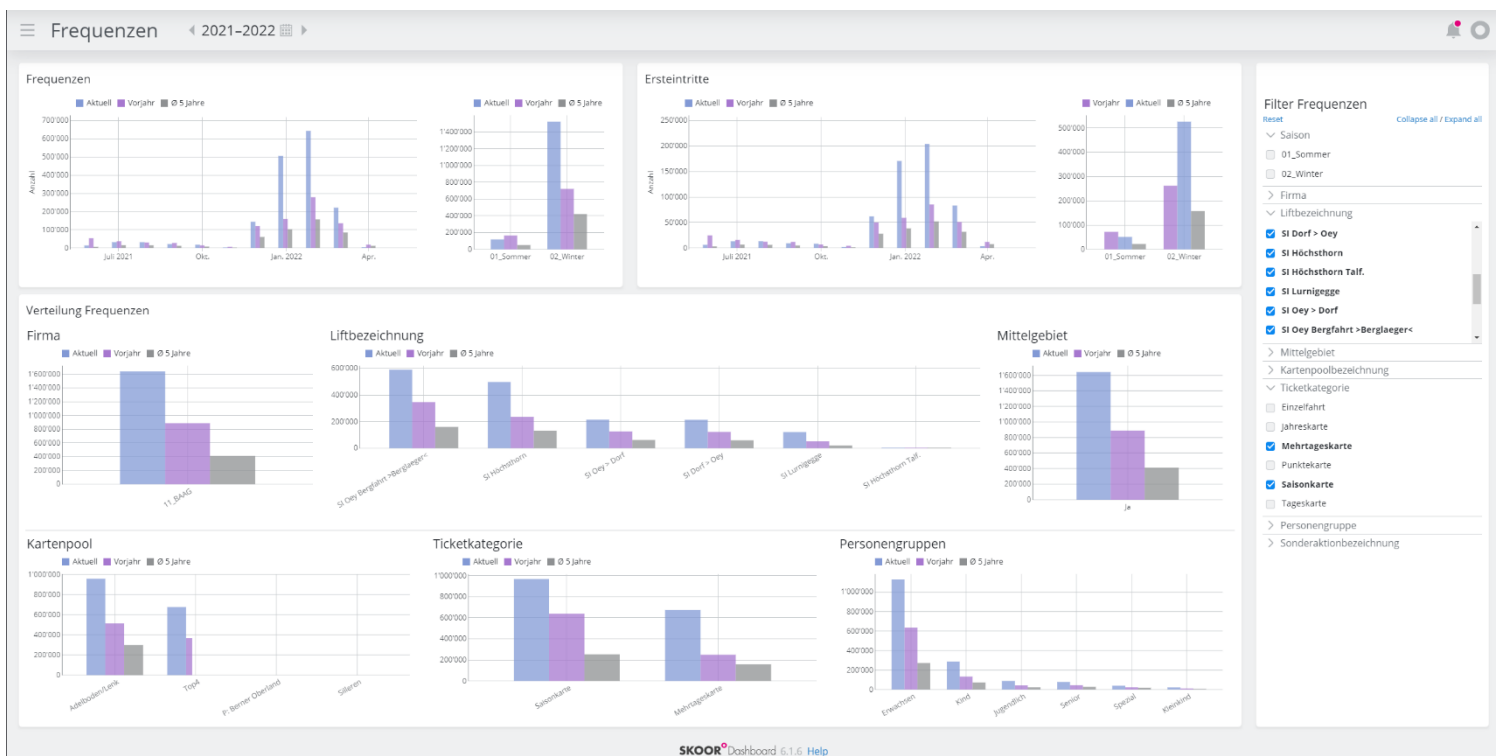 Frequenzen
2021–2022
Frequenzen
Aktuell Vorjahr Ø 5 Jahre
700'000
600'000
500'000
400'000
300'000
200'000
100'000
0
Anzahl
Juli 2021 Okt. Jan. 2022 Apr.
Aktuell Vorjahr Ø 5 Jahre
1'400'000
1'200'000
1'000'000
800'000
600'000
400'000
200'000
0
01_Sommer 02_Winter
Ersteintritte
Aktuell Vorjahr Ø 5 Jahre
250'000
200'000
150'000
100'000
50'000
0
Anzahl
Juli 2021 Okt. Jan. 2022 Apr.
Vorjahr Aktuell Ø 5 Jahre
500'000
400'000
300'000
200'000
100'000
0
01_Sommer 02_Winter
Verteilung Frequenzen
Firma
Aktuell Vorjahr Ø 5 Jahre
1'600'000
1'400'000
1'200'000
1'000'000
800'000
600'000
400'000
200'000
0
11_BAAG
Liftbezeichnung
Aktuell Vorjahr Ø 5 Jahre
600'000
400'000
200'000
0
SI Oey Bergfahrt >Berglaeger<
SI Höchsthorn
SI Oey > Dorf
SI Dorf > Oey
SI Lurnigegge
SI Höchsthorn Talf.
Mittelgebiet
Aktuell Vorjahr Ø 5 Jahre
1'600'000
1'400'000
1'200'000
1'000'000
800'000
600'000
400'000
200'000
0
Ja
Kartenpool
Aktuell Vorjahr Ø 5 Jahre
1'000'000
800'000
600'000
400'000
200'000
0
Adelboden/Lenk
Top4
P: Berner Oberland
Silleren
Ticketkategorie
Aktuell Vorjahr Ø 5 Jahre
1'000'000
800'000
600'000
400'000
200'000
0
Saisonkarte
Mehrtageskarte
Personengruppen
Aktuell Vorjahr Ø 5 Jahre
1'000'000
800'000
600'000
400'000
200'000
0
Erwachsen
Kind
Jugendlich
Senior
Spezial
Kleinkind
Filter Frequenzen
Reset Collapse all / Expand all
Saison
01_Sommer
02_Winter
Firma
Liftbezeichnung
SI Dorf > Oey
SI Höchsthorn
SI Höchsthorn Talf.
SI Lurnigegge
SI Oey > Dorf
SI Oey Bergfahrt >Berglaeger<
Mittelgebiet
Kartenpoolbezeichnung
Ticketkategorie
Einzelfahrt
Jahreskarte
Mehrtageskarte
Punktekarte
Saisonkarte
Tageskarte
Personengruppe
Sonderaktionbezeichnung
SKOOR Dashboard 6.1.6 Help